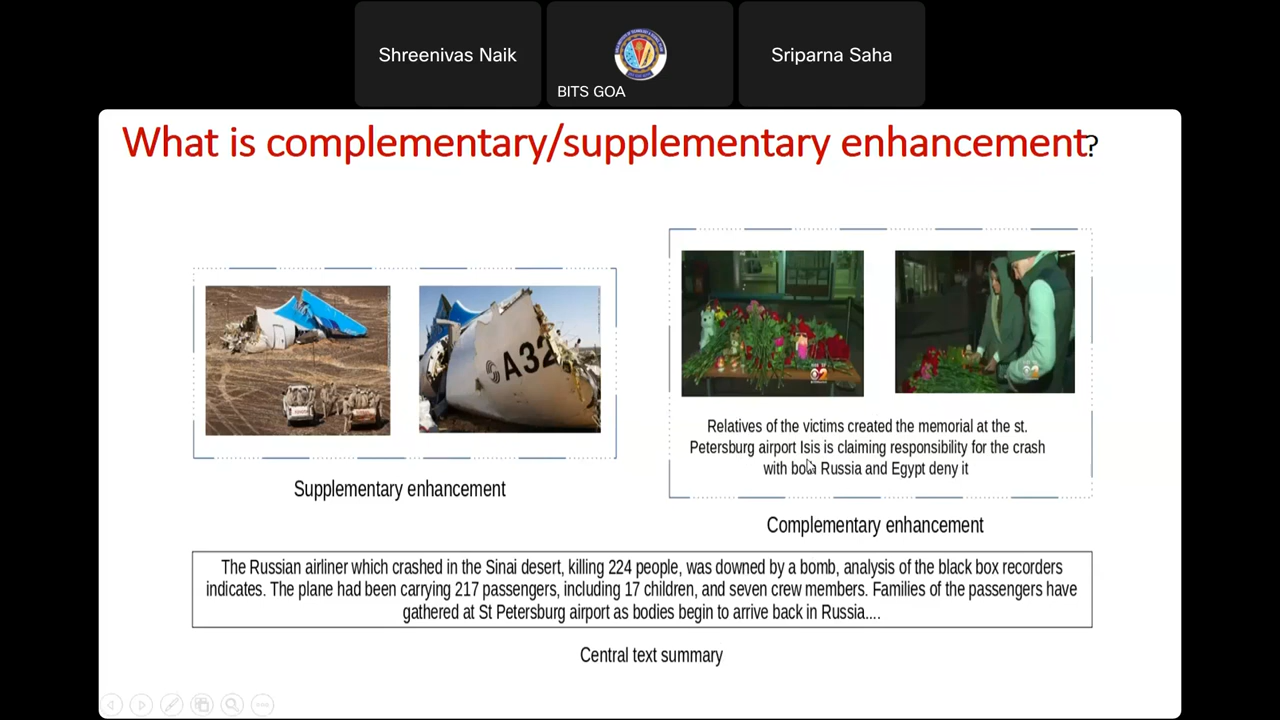 Shreenivas Naik
BITS GOA
Sriparna Saha
What is complementary/supplementary enhancement?
A32
Relatives of the victims created the memorial at the st.
Petersburg airport Isis is claiming responsibility for the crash
with both Russia and Egypt deny it
Supplementary enhancement
Complementary enhancement
The Russian airliner which crashed in the Sinai desert, killing 224 people, was downed by a bomb, analysis of the black box recorders
indicates. The plane had been carrying 217 passengers, including 17 children, and seven crew members. Families of the passengers have
gathered at St Petersburg airport as bodies begin to arrive back in Russia....
Central text summary